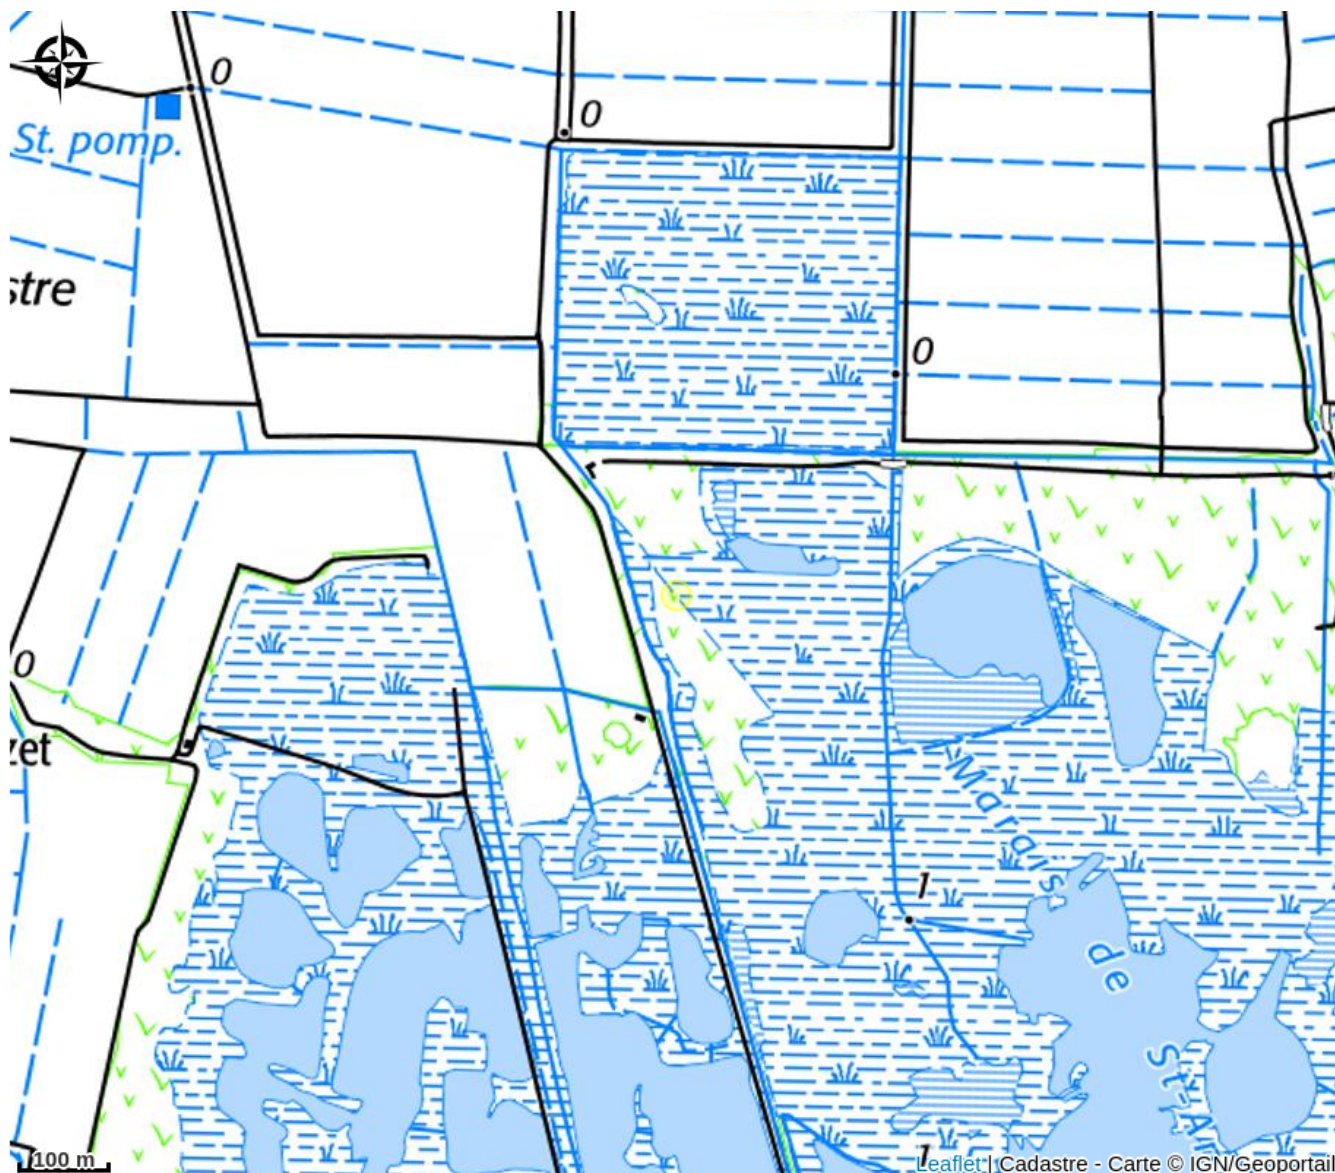 0
0
St. pomp.
stre
0
0
zet
Marais
1
de
St-A
1
100 m
Leaflet | Cadastre - Carte © IGN/Geoportail